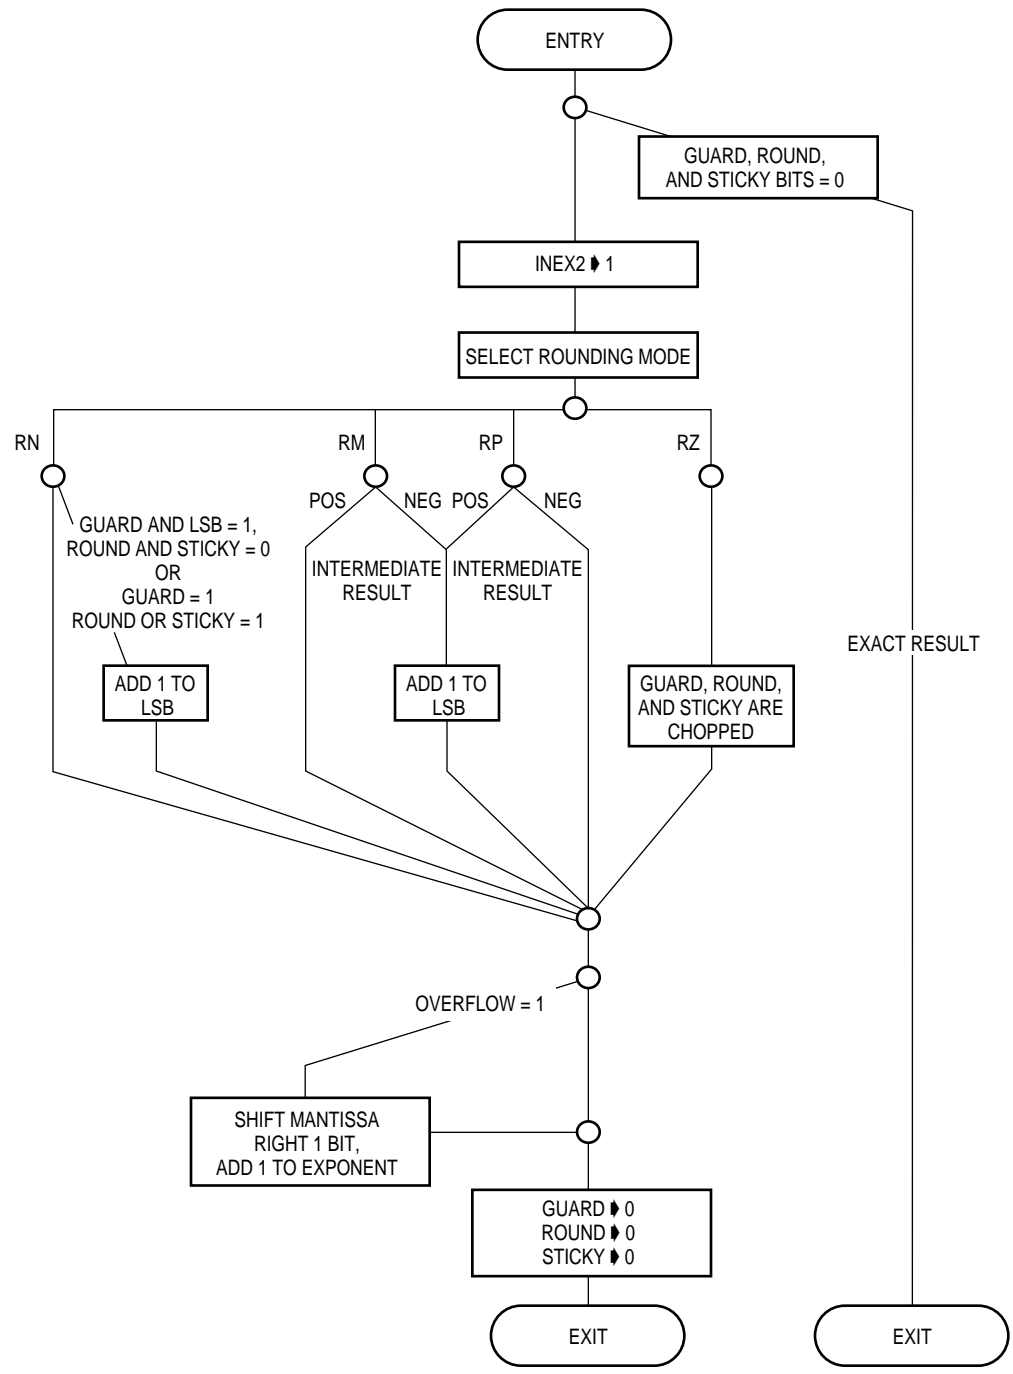 ENTRY
GUARD, ROUND,
AND STICKY BITS = 0
INEX2 ➧ 1
SELECT ROUNDING MODE
RN
RM
RP
RZ
POS
NEG
POS
NEG
GUARD AND LSB = 1,
ROUND AND STICKY = 0
OR
GUARD = 1
ROUND OR STICKY = 1
INTERMEDIATE
RESULT
INTERMEDIATE
RESULT
EXACT RESULT
ADD 1 TO
LSB
ADD 1 TO
LSB
GUARD, ROUND,
AND STICKY ARE
CHOPPED
OVERFLOW = 1
SHIFT MANTISSA
RIGHT 1 BIT,
ADD 1 TO EXPONENT
GUARD ➧ 0
ROUND ➧ 0
STICKY ➧ 0
EXIT
EXIT